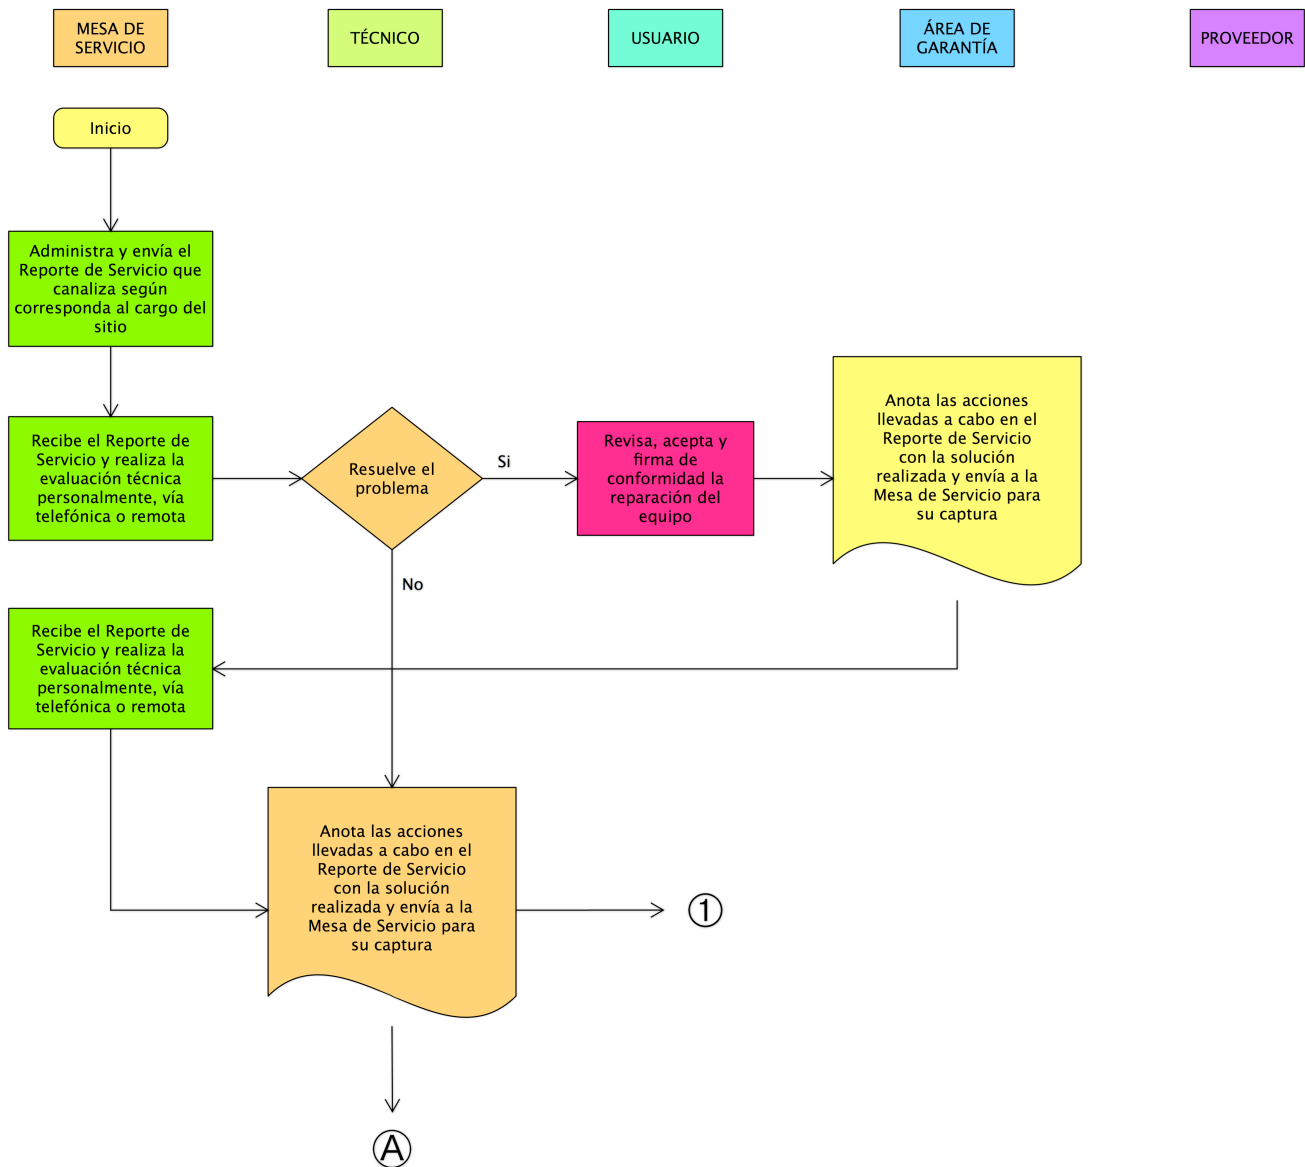 MESA DE
SERVICIO
TÉCNICO
USUARIO
ÁREA DE
GARANTÍA
PROVEEDOR
Inicio
Administra y envía el
Reporte de Servicio que
canaliza según
corresponda al cargo del
sitio
Recibe el Reporte de
Servicio y realiza la
evaluación técnica
personalmente, vía
telefónica o remota
Resuelve el
problema
Si
Revisa, acepta y
firma de
conformidad la
reparación del
equipo
Anota las acciones
llevadas a cabo en el
Reporte de Servicio
con la solución
realizada y envía a la
Mesa de Servicio para
su captura
No
Recibe el Reporte de
Servicio y realiza la
evaluación técnica
personalmente, vía
telefónica o remota
Anota las acciones
llevadas a cabo en el
Reporte de Servicio
con la solución
realizada y envía a la
Mesa de Servicio para
su captura
1
A